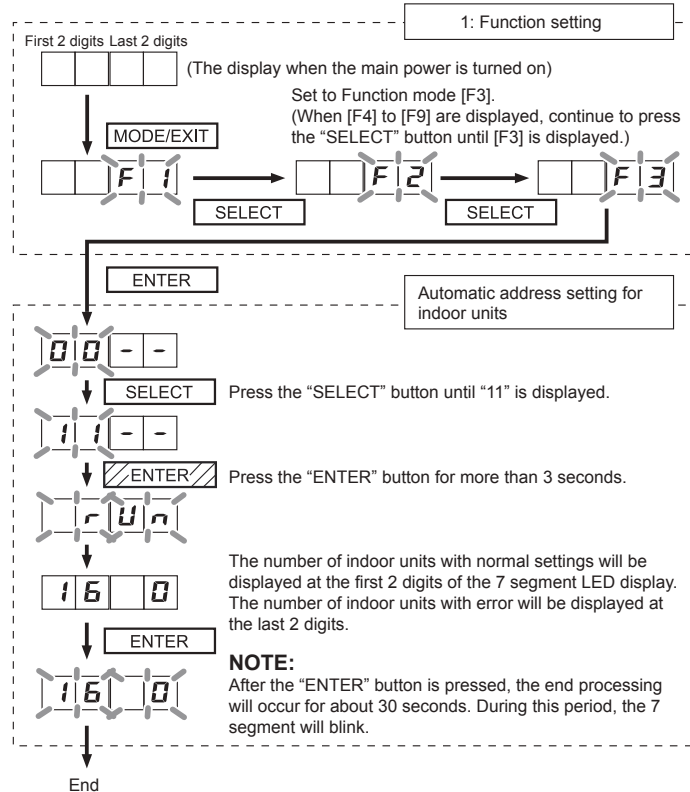 1: Function setting
First 2 digits Last 2 digits
(The display when the main power is turned on)
Set to Function mode [F3].
(When [F4] to [F9] are displayed, continue to press
the “SELECT” button until [F3] is displayed.)
MODE/EXIT
F 1
F 2
F 3
SELECT
SELECT
ENTER
Automatic address setting for
indoor units
0 0 - -
SELECT
Press the “SELECT” button until “11” is displayed.
1 1 - -
ENTER
Press the “ENTER” button for more than 3 seconds.
r U n
The number of indoor units with normal settings will be
displayed at the first 2 digits of the 7 segment LED display.
The number of indoor units with error will be displayed at
the last 2 digits.
1 6 0
ENTER
NOTE:
After the “ENTER” button is pressed, the end processing
will occur for about 30 seconds. During this period, the 7
segment will blink.
1 6 0
End